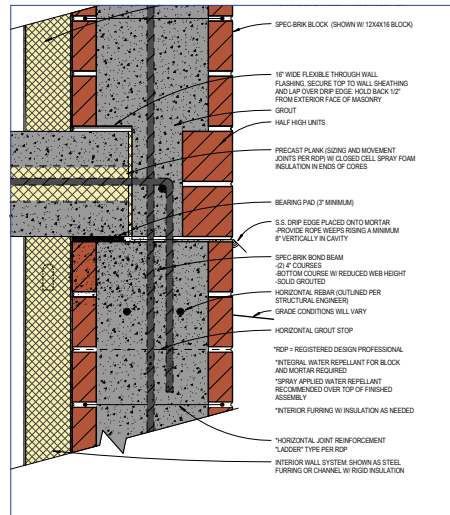 SPEC-BRIK BLOCK (SHOWN W/ 12X4X16 BLOCK)
16" WIDE FLEXIBLE THROUGH WALL
FLASHING, SECURE TOP TO WALL SHEATHING
AND LAP OVER DRIP EDGE. HOLD BACK 1/2"
FROM EXTERIOR FACE OF MASONRY
GROUT
HALF HIGH UNITS
PRECAST PLANK (SIZING AND MOVEMENT
JOINTS PER RDP) W/ CLOSED CELL SPRAY FOAM
INSULATION IN ENDS OF CORES
BEARING PAD (3" MINIMUM)
S.S. DRIP EDGE PLACED ONTO MORTAR
-PROVIDE ROPE WEEPS RISING A MINIMUM
8" VERTICALLY IN CAVITY
SPEC-BRIK BOND BEAM
-(2) 4" COURSES
-BOTTOM COURSE W/ REDUCED WEB HEIGHT
-SOLID GROUTED
HORIZONTAL REBAR (OUTLINED PER
STRUCTURAL ENGINEER)
GRADE CONDITIONS WILL VARY
HORIZONTAL GROUT STOP
*RDP = REGISTERED DESIGN PROFESSIONAL
*INTEGRAL WATER REPELLANT FOR BLOCK
AND MORTAR REQUIRED
*SPRAY APPLIED WATER REPELLANT
RECOMMENDED OVER TOP OF FINISHED
ASSEMBLY
*INTERIOR FURRING W/ INSULATION AS NEEDED
*HORIZONTAL JOINT REINFORCEMENT
"LADDER" TYPE PER RDP
INTERIOR WALL SYSTEM: SHOWN AS STEEL
FURRING OR CHANNEL W/ RIGID INSULATION